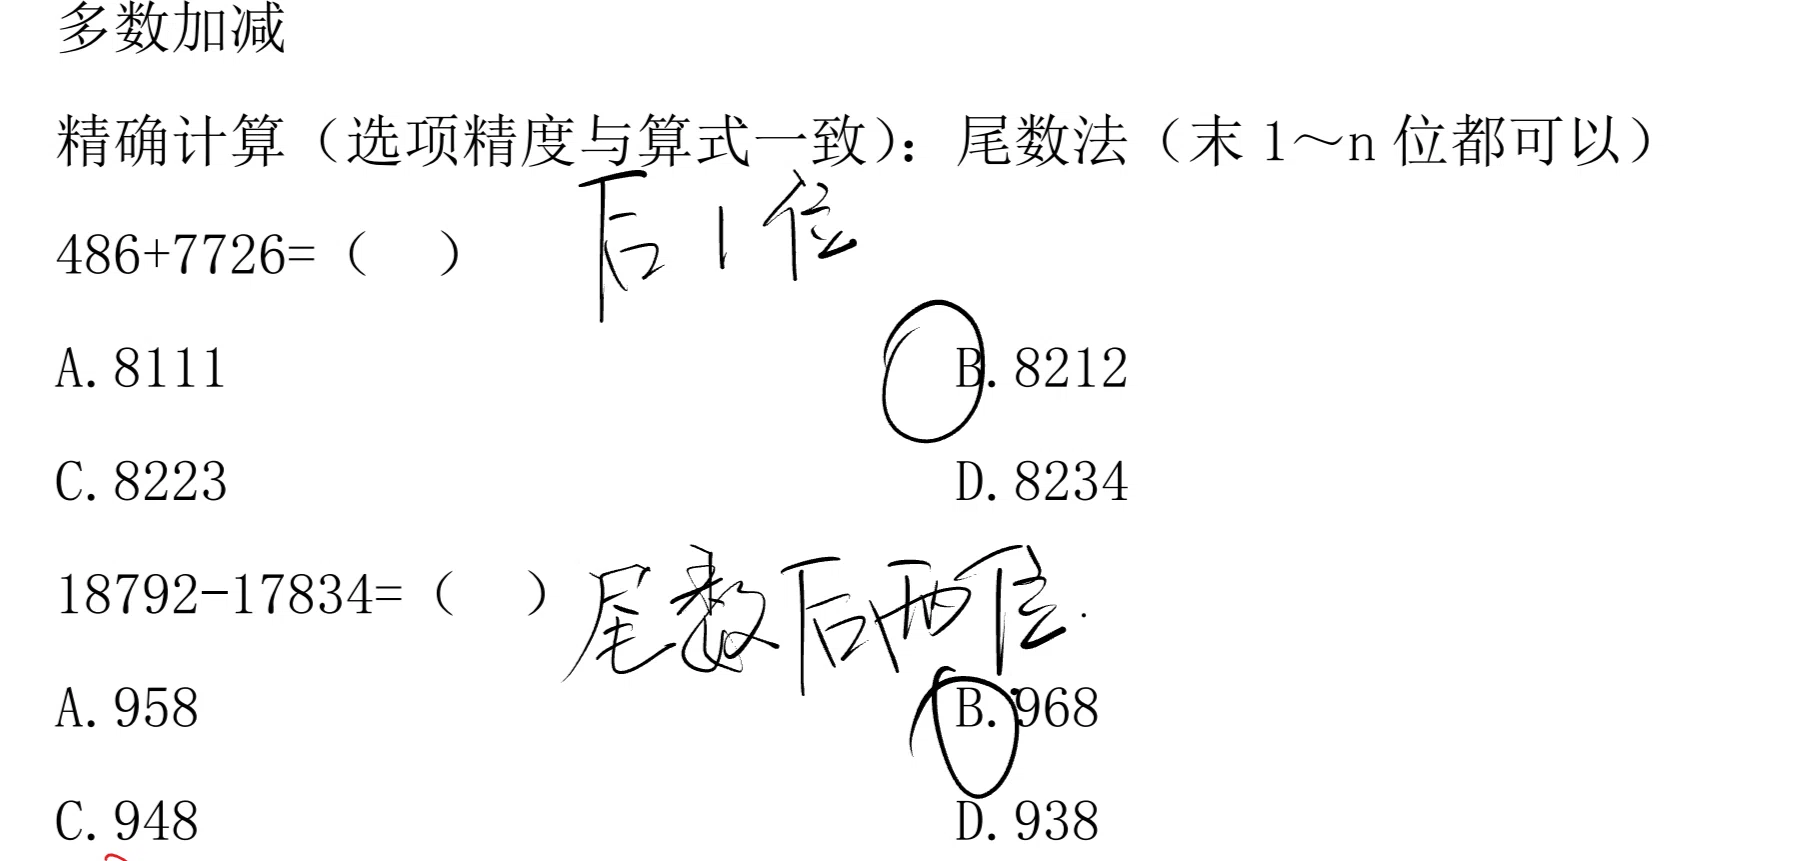 多数加减
精确计算（选项精度与算式一致）：尾数法（末 1～n 位都可以）
后1位
486+7726=（　）
A.8111　B.8212
C.8223　D.8234
18792-17834=（　）尾数后两位.
A.958　B.968
C.948　D.938